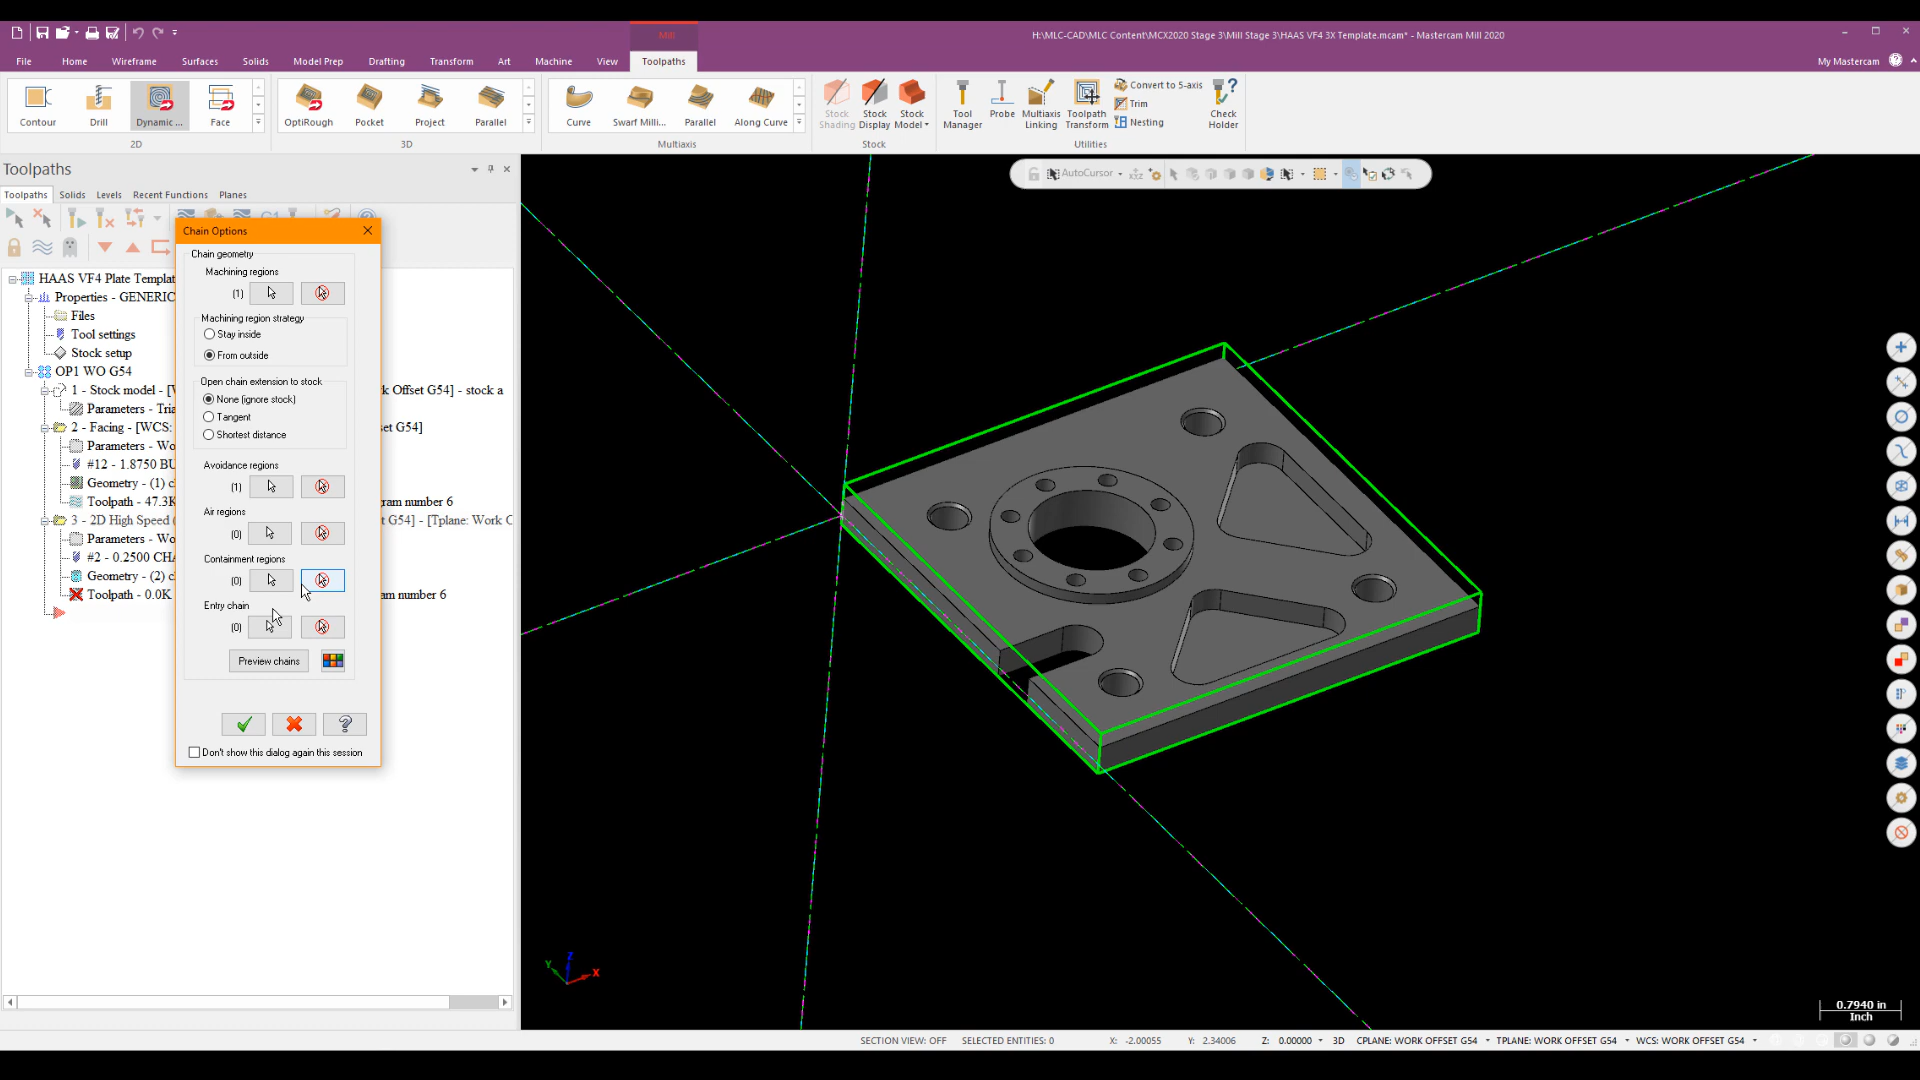 Mill
H:\MLC-CAD\MLC Content\MCX2020 Stage 3\Mill Stage 3\HAAS VF4 3X Template.mcam* - Mastercam Mill 2020
File Home Wireframe Surfaces Solids Model Prep Drafting Transform Art Machine View Toolpaths
My Mastercam
Contour Drill Dynamic ... Face
2D
OptiRough Pocket Project Parallel
3D
Curve Swarf Milli... Parallel Along Curve
Multiaxis
Stock Shading
Stock Display
Stock Model
Stock
Tool Manager
Probe
Multiaxis Linking
Toolpath Transform
Convert to 5-axis
Trim
Nesting
Check Holder
Utilities
Toolpaths
Toolpaths Solids Levels Recent Functions Planes
AutoCursor
HAAS VF4 Plate Templat
Properties - GENERIC
Files
Tool settings
Stock setup
OP1 WO G54
1 - Stock model - [W
k Offset G54] - stock a
Parameters - Tria
2 - Facing - [WCS:
set G54]
Parameters - Wo
#12 - 1.8750 BU
Geometry - (1) c
Toolpath - 47.3K
gram number 6
3 - 2D High Speed (
t G54] - [Tplane: Work C
Parameters - Wo
#2 - 0.2500 CHA
Geometry - (2) c
Toolpath - 0.0K
am number 6
Chain Options
Chain geometry
Machining regions
(1)
Machining region strategy
Stay inside
From outside
Open chain extension to stock
None (ignore stock)
Tangent
Shortest distance
Avoidance regions
(1)
Air regions
(0)
Containment regions
(0)
Entry chain
(0)
Preview chains
Don't show this dialog again this session
Z
Y
X
0.7940 in
Inch
SECTION VIEW: OFF SELECTED ENTITIES: 0 X: -2.00055 Y: 2.34006 Z: 0.00000 3D CPLANE: WORK OFFSET G54 TPLANE: WORK OFFSET G54 WCS: WORK OFFSET G54